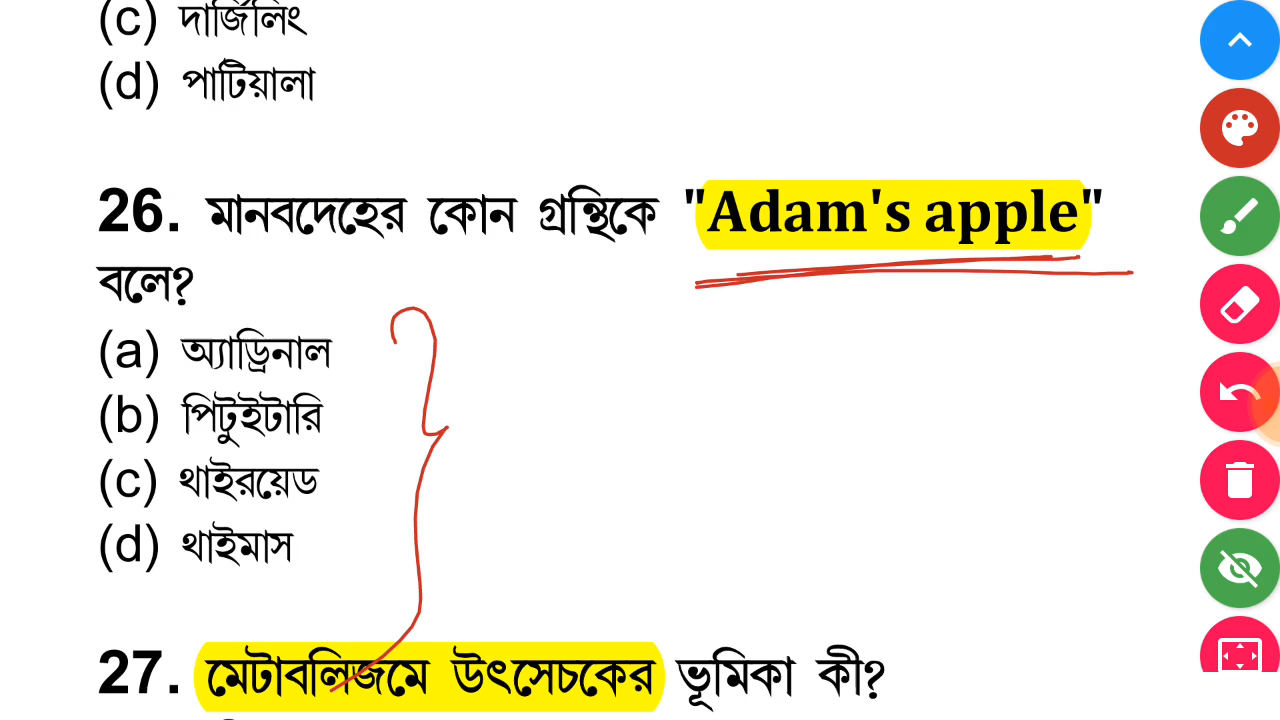 (c) দার্জিলিং
(d) পাটিয়ালা
26. মানবদেহের কোন গ্রন্থিকে "Adam's apple"
বলে?
(a) অ্যাড্রিনাল
(b) পিটুইটারি
(c) থাইরয়েড
(d) থাইমাস
27. মেটাবলিজমে উৎসেচকের ভূমিকা কী?